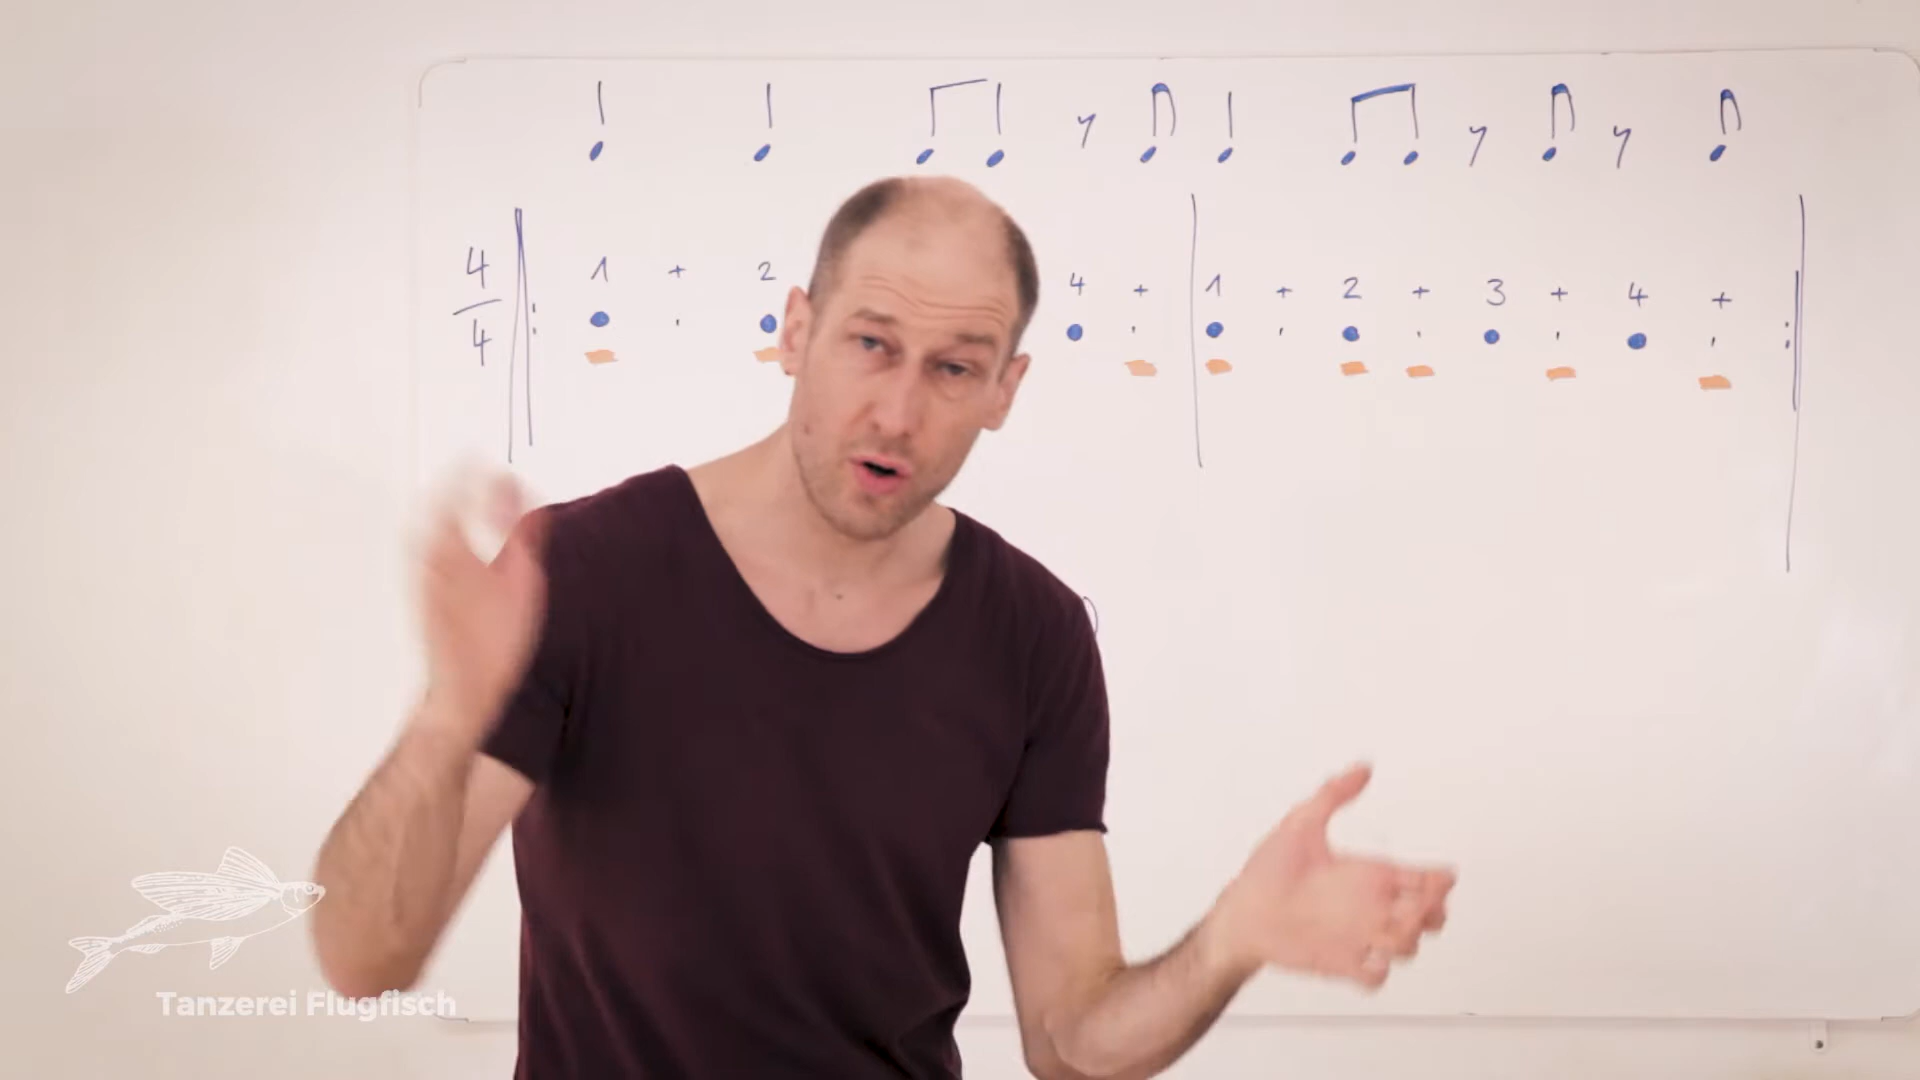 4 1 + 2 4 + 1 + 2 + 3 + 4 +
4
Tanzerei Flugfisch